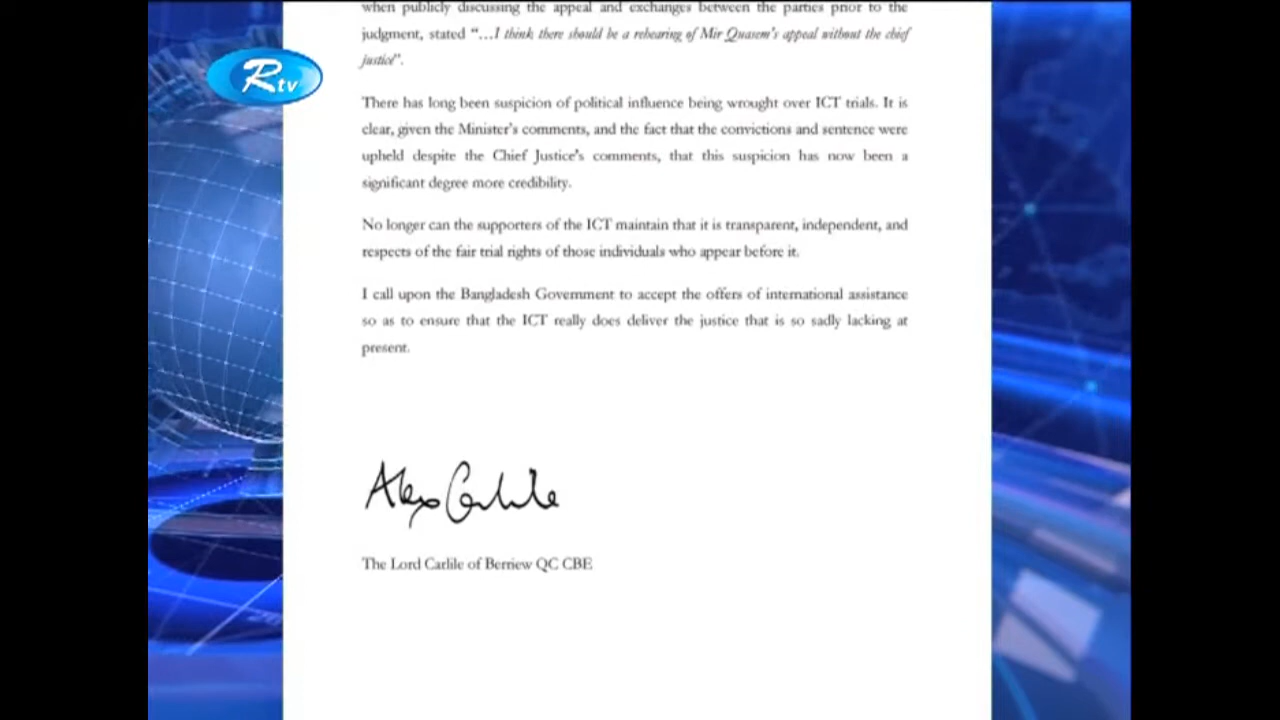 when publicly discussing the appeal and exchanges between the parties prior to the
judgment, stated "...I think there should be a rehearing of Mir Quasem's appeal without the chief
justice".
Rtv
There has long been suspicion of political influence being wrought over ICT trials. It is
clear, given the Minister's comments, and the fact that the convictions and sentence were
upheld despite the Chief Justice's comments, that this suspicion has now been a
significant degree more credibility.
No longer can the supporters of the ICT maintain that it is transparent, independent, and
respects of the fair trial rights of those individuals who appear before it.
I call upon the Bangladesh Government to accept the offers of international assistance
so as to ensure that the ICT really does deliver the justice that is so sadly lacking at
present.
Alex Carlile
The Lord Carlile of Berriew QC CBE